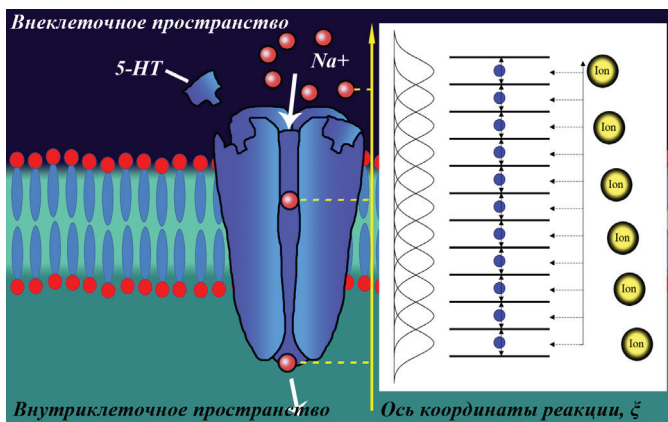 Внеклеточное пространство
5-HT
Na+
Ion
Ion
Ion
Ion
Ion
Ion
Внутриклеточное пространство
Ось координаты реакции, ξ